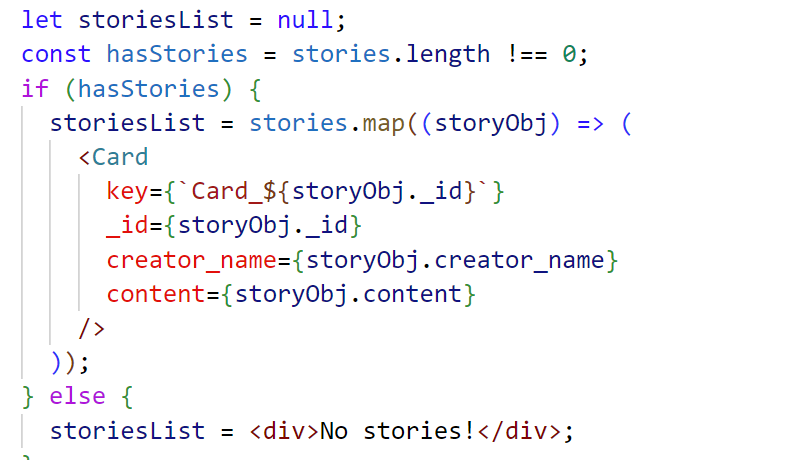 let storiesList = null;
const hasStories = stories.length !== 0;
if (hasStories) {
  storiesList = stories.map((storyObj) => (
    <Card
      key={`Card_${storyObj._id}`}
      _id={storyObj._id}
      creator_name={storyObj.creator_name}
      content={storyObj.content}
    />
  ));
} else {
  storiesList = <div>No stories!</div>;
}